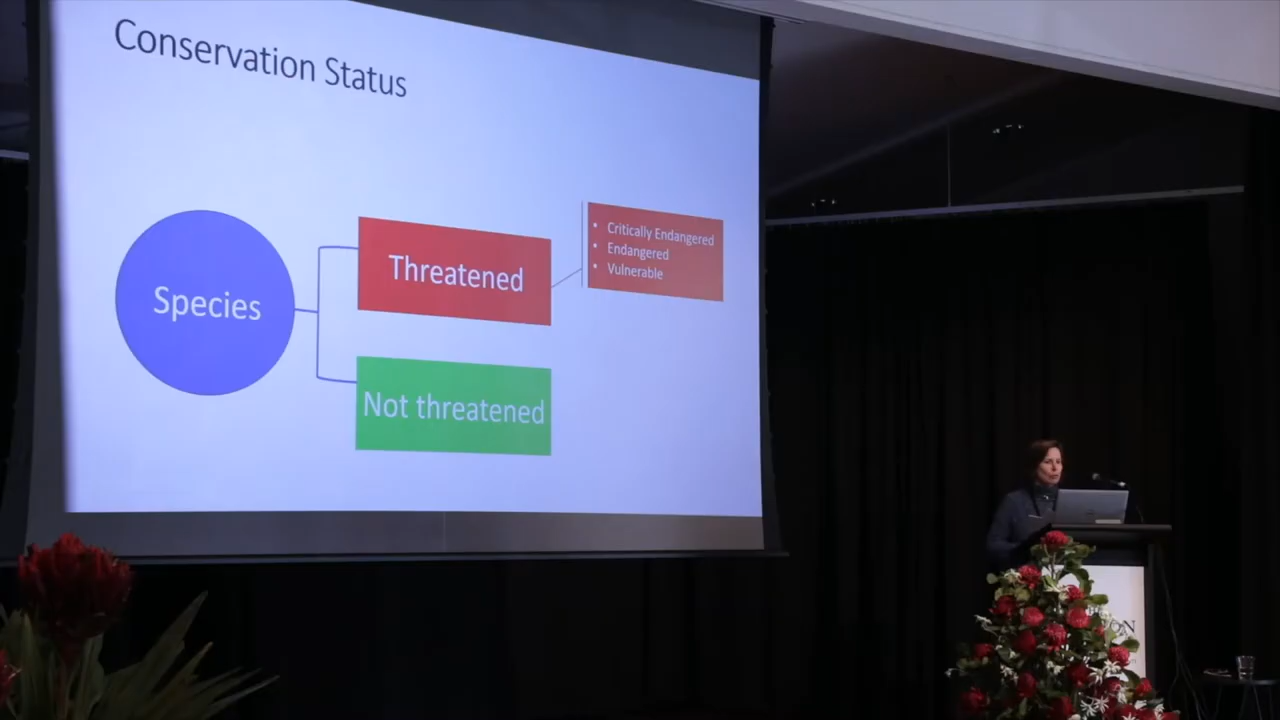 Conservation Status
Species
Threatened
• Critically Endangered
• Endangered
• Vulnerable
Not threatened